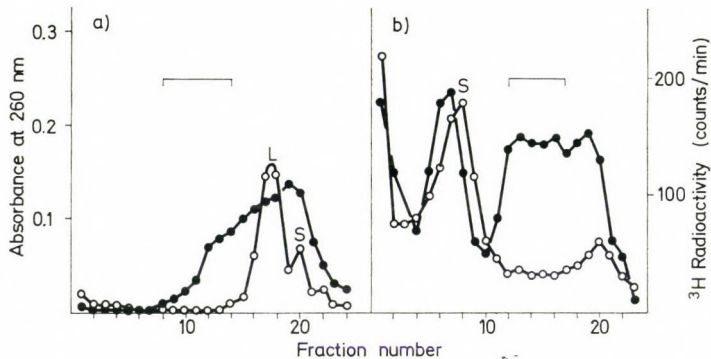 a)
b)
0.3
0.2
0.1
Absorbance at 260 nm
L
S
S
200
100
³H Radioactivity (counts/min)
10
20
10
20
Fraction number